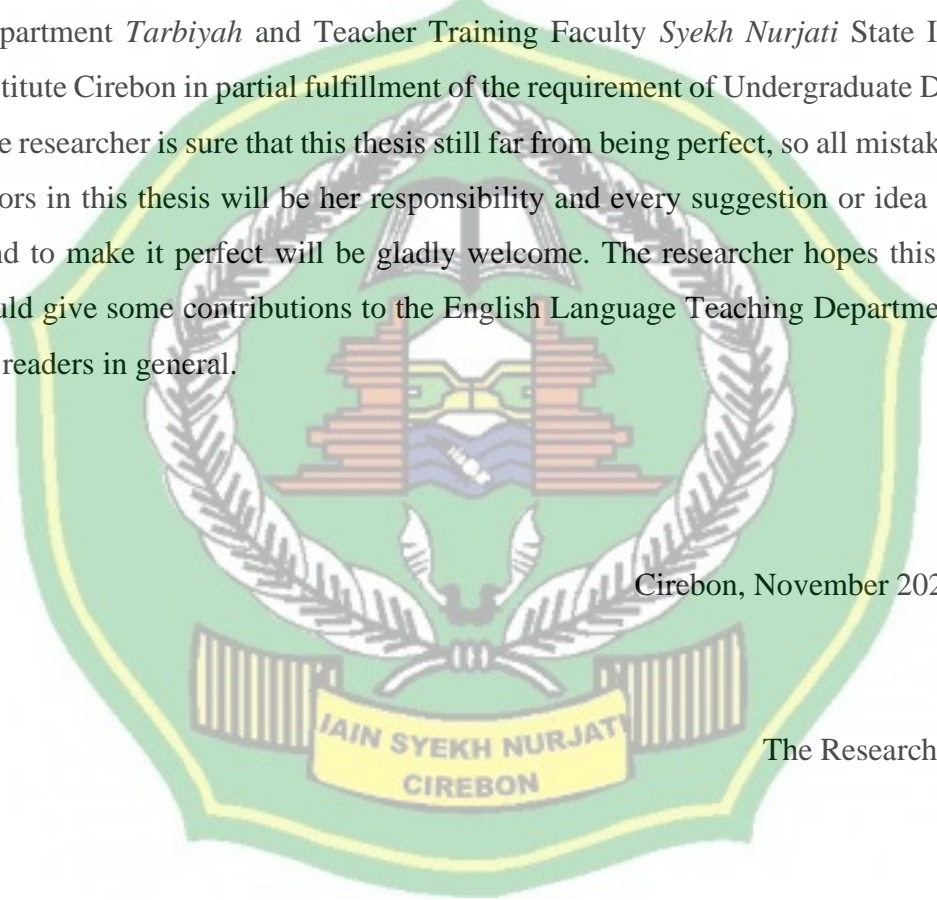 partment Tarbiyah and Teacher Training Faculty Syekh Nurjati State I
titute Cirebon in partial fulfillment of the requirement of Undergraduate D
e researcher is sure that this thesis still far from being perfect, so all mistak
ors in this thesis will be her responsibility and every suggestion or idea
nd to make it perfect will be gladly welcome. The researcher hopes this
uld give some contributions to the English Language Teaching Departme
readers in general.
Cirebon, November 202
The Research
IAIN SYEKH NURJATI
CIREBON